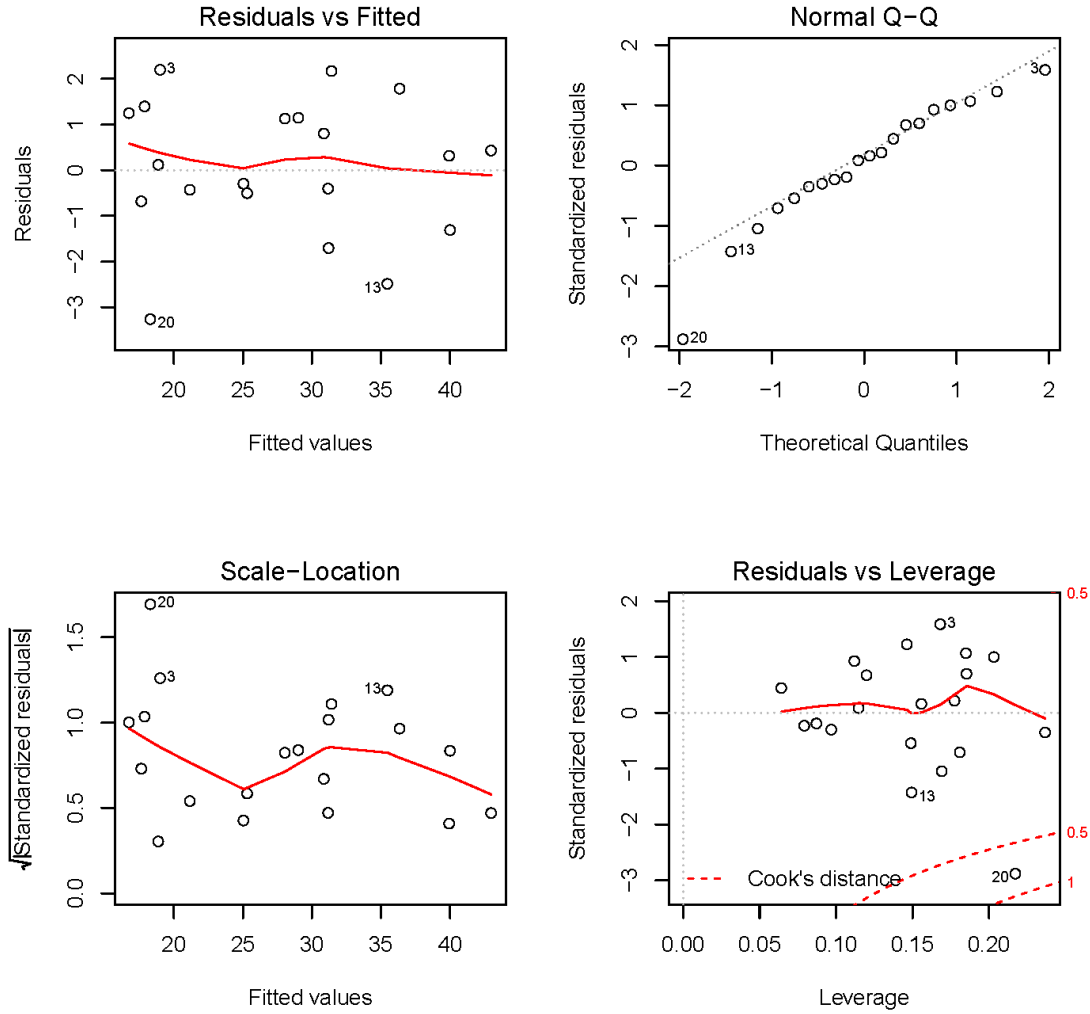 Residuals vs Fitted
Residuals
2
1
0
−1
−2
−3
3
13
20
20 25 30 35 40
Fitted values
Normal Q−Q
Standardized residuals
2
1
0
−1
−2
−3
3
13
20
−2 −1 0 1 2
Theoretical Quantiles
Scale−Location
√|Standardized residuals|
1.5
1.0
0.5
0.0
20
3
13
20 25 30 35 40
Fitted values
Residuals vs Leverage
Standardized residuals
2
1
0
−1
−2
−3
0.5
3
13
0.5
20
1
Cook's distance
0.00 0.05 0.10 0.15 0.20
Leverage